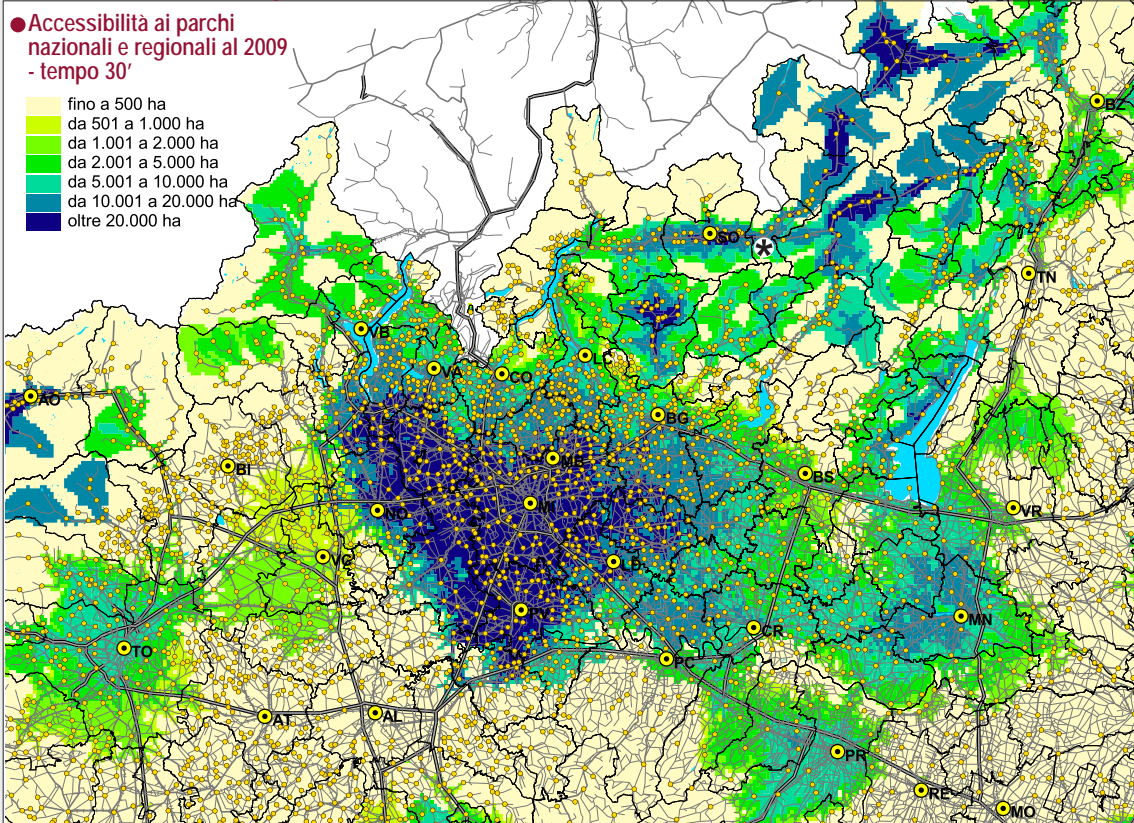 Accessibilità ai parchi
nazionali e regionali al 2009
- tempo 30'
fino a 500 ha
da 501 a 1.000 ha
da 1.001 a 2.000 ha
da 2.001 a 5.000 ha
da 5.001 a 10.000 ha
da 10.001 a 20.000 ha
oltre 20.000 ha
BZ
SO
*
TN
VB
LC
VA
CO
AO
BG
MB
BI
BS
NO
MI
VR
VC
LO
MN
CR
TO
PC
AT
AL
PR
RE
MO